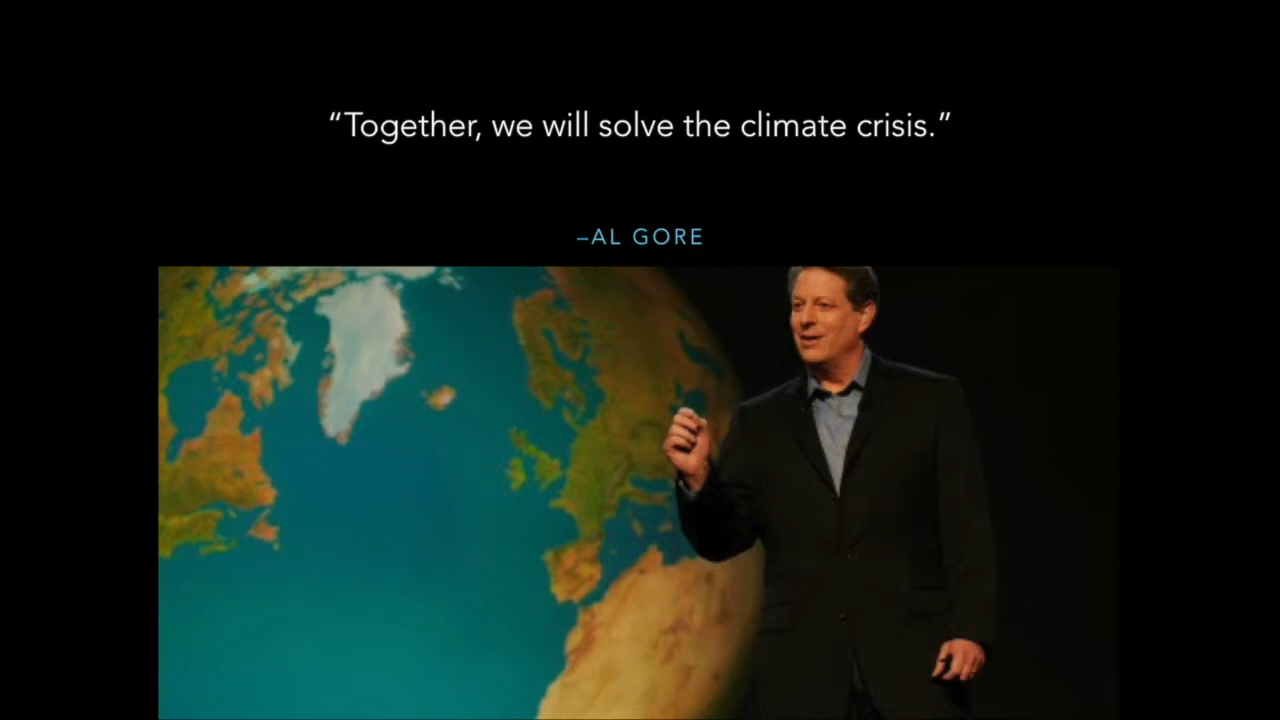 “Together, we will solve the climate crisis.”
–AL GORE